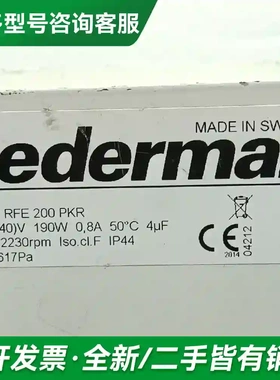 型号咨询客服
MADE IN SW
ederma
RFE 200 PKR
40)V 190W 0,8A 50°C 4µF
2230rpm Iso.cl.F IP44
617Pa
CE
2014
04212
开发票·全新/二手皆有销